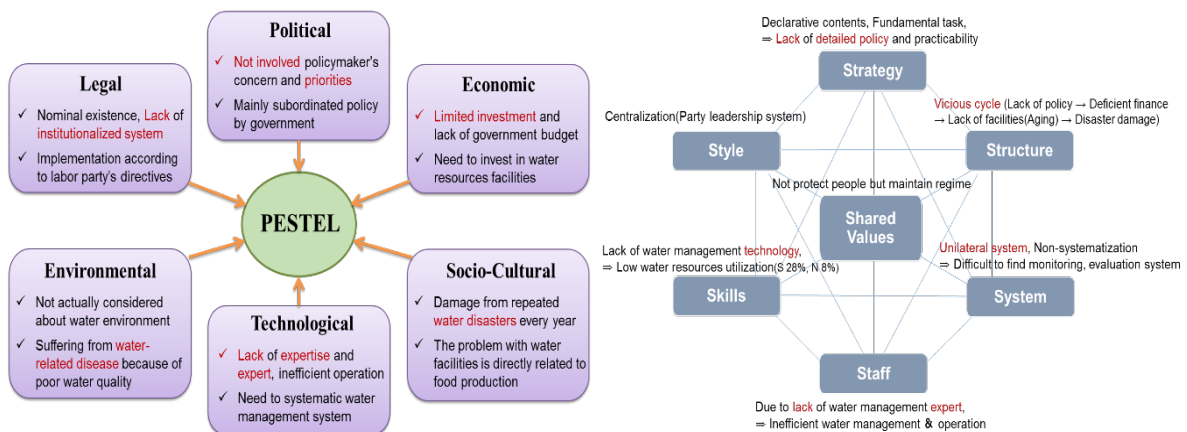 Political
✓ Not involved policymaker's
concern and priorities
✓ Mainly subordinated policy
by government
Legal
✓ Nominal existence, Lack of
institutionalized system
✓ Implementation according
to labor party's directives
Economic
✓ Limited investment and
lack of government budget
✓ Need to invest in water
resources facilities
PESTEL
Environmental
✓ Not actually considered
about water environment
✓ Suffering from water-
related disease because of
poor water quality
Technological
✓ Lack of expertise and
expert, inefficient operation
✓ Need to systematic water
management system
Socio-Cultural
✓ Damage from repeated
water disasters every year
✓ The problem with water
facilities is directly related to
food production
Declarative contents, Fundamental task,
⇒ Lack of detailed policy and practicability
Strategy
Centralization(Party leadership system)
Style
Vicious cycle (Lack of policy → Deficient finance
→ Lack of facilities(Aging) → Disaster damage)
Structure
Not protect people but maintain regime
Shared
Values
Lack of water management technology,
⇒ Low water resources utilization(S 28%, N 8%)
Skills
Unilateral system, Non-systematization
⇒ Difficult to find monitoring, evaluation system
System
Staff
Due to lack of water management expert,
⇒ Inefficient water management & operation